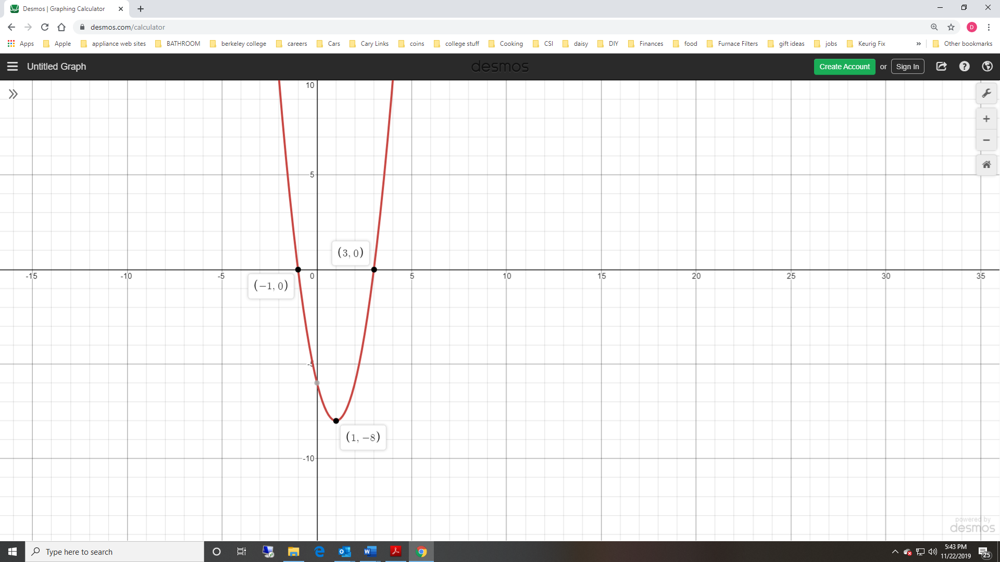 Desmos | Graphing Calculator
desmos.com/calculator
D
Apps Apple appliance web sites BATHROOM berkeley college careers Cars Cary Links coins college stuff Cooking CSI daisy DIY Finances food Furnace Filters gift ideas jobs Keurig Fix » Other bookmarks
Untitled Graph
desmos
Create Account or Sign In
10
5
(3, 0)
-15 -10 -5 0 5 10 15 20 25 30 35
(−1, 0)
-5
(1, −8)
-10
powered by
desmos
Type here to search
5:43 PM
11/22/2019
25